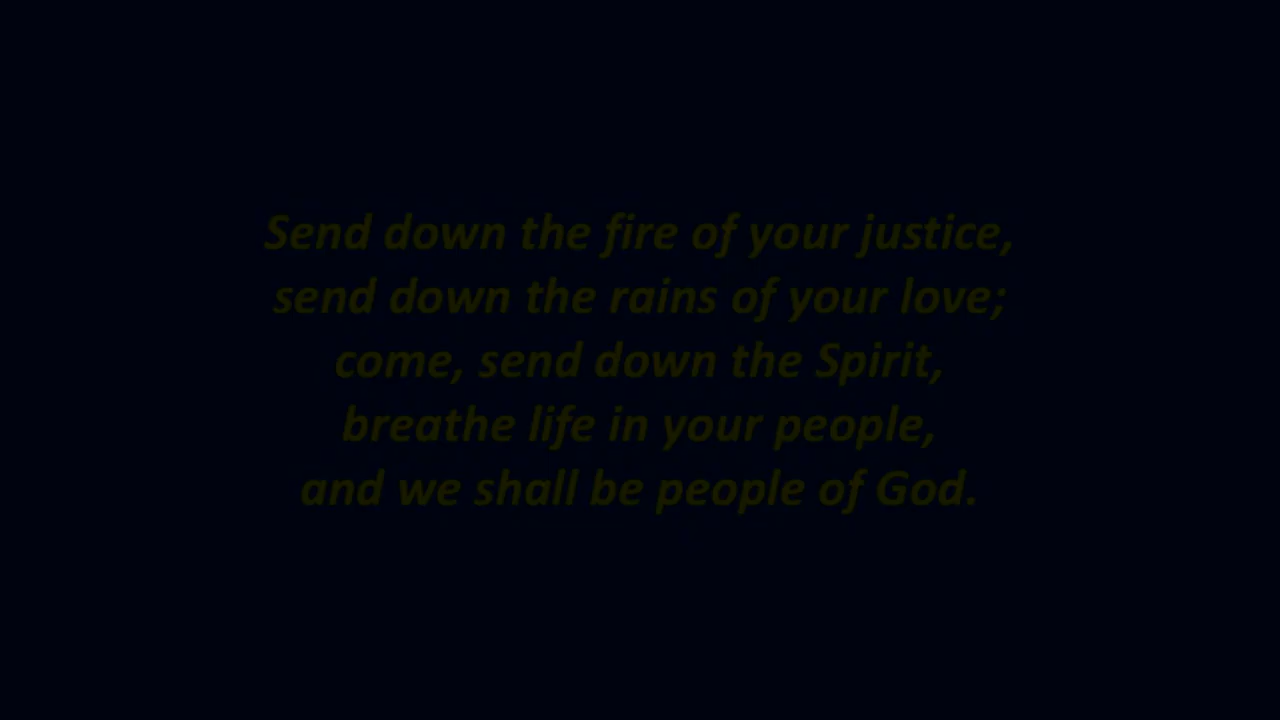 Send down the fire of your justice,
send down the rains of your love;
come, send down the Spirit,
breathe life in your people,
and we shall be people of God.